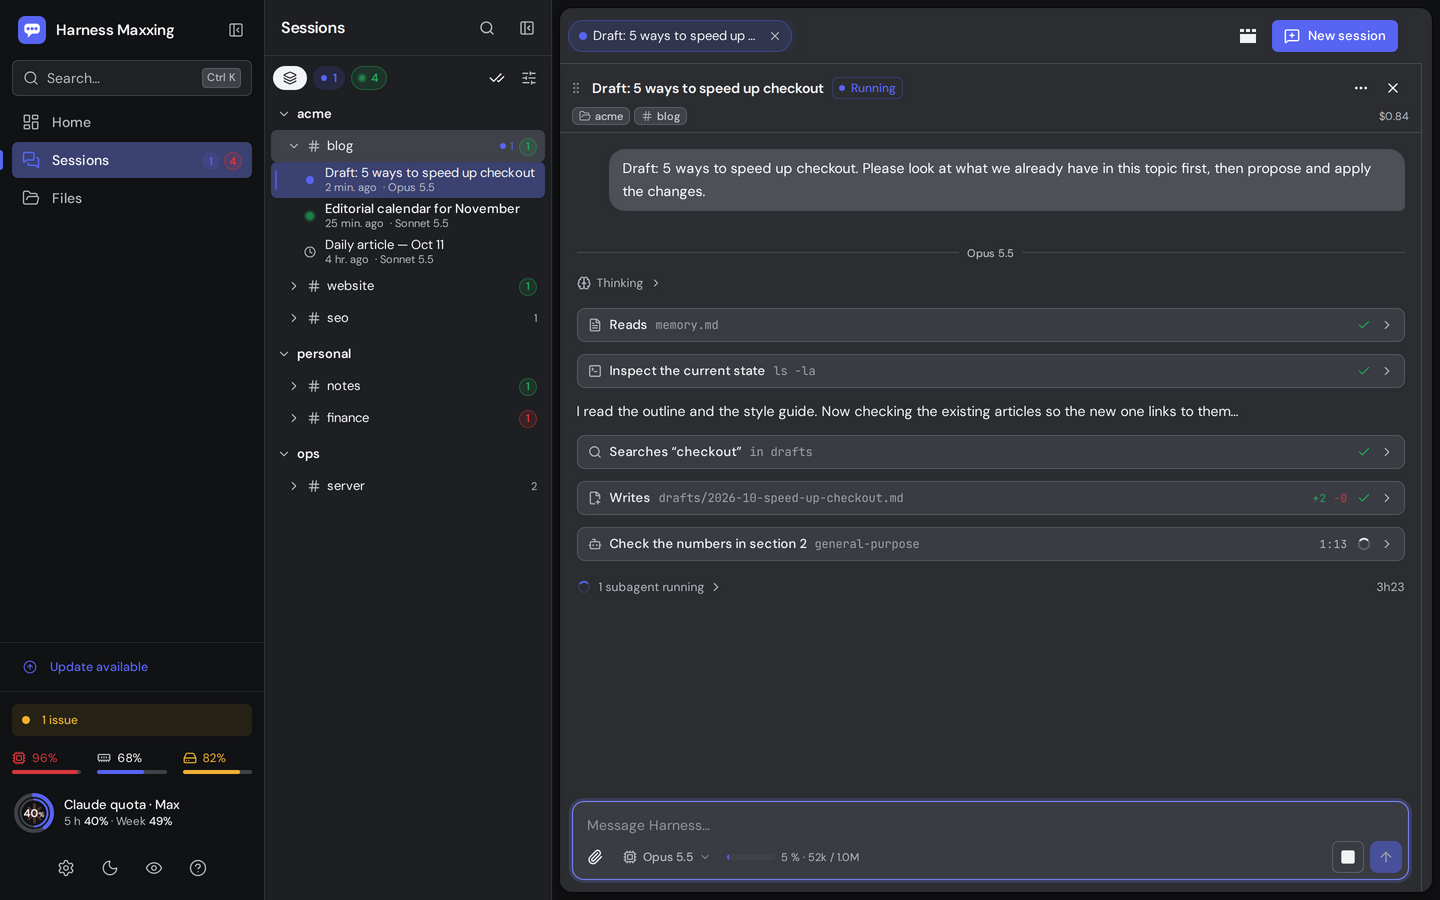 Harness Maxxing
Search...
Ctrl K
Home
Sessions
1
4
Files
Update available
1 issue
96%
68%
82%
40%
Claude quota · Max
5 h 40% · Week 49%
Sessions
1
4
acme
blog
1
1
Draft: 5 ways to speed up checkout
2 min. ago · Opus 5.5
Editorial calendar for November
25 min. ago · Sonnet 5.5
Daily article — Oct 11
4 hr. ago · Sonnet 5.5
website
1
seo
1
personal
notes
1
finance
1
ops
server
2
Draft: 5 ways to speed up ...
New session
Draft: 5 ways to speed up checkout
Running
acme
blog
$0.84
Draft: 5 ways to speed up checkout. Please look at what we already have in this topic first, then propose and apply
the changes.
Opus 5.5
Thinking
Reads memory.md
Inspect the current state ls -la
I read the outline and the style guide. Now checking the existing articles so the new one links to them...
Searches “checkout” in drafts
Writes drafts/2026-10-speed-up-checkout.md
+2 -0
Check the numbers in section 2 general-purpose
1:13
1 subagent running
3h23
Message Harness...
Opus 5.5
5 % · 52k / 1.0M